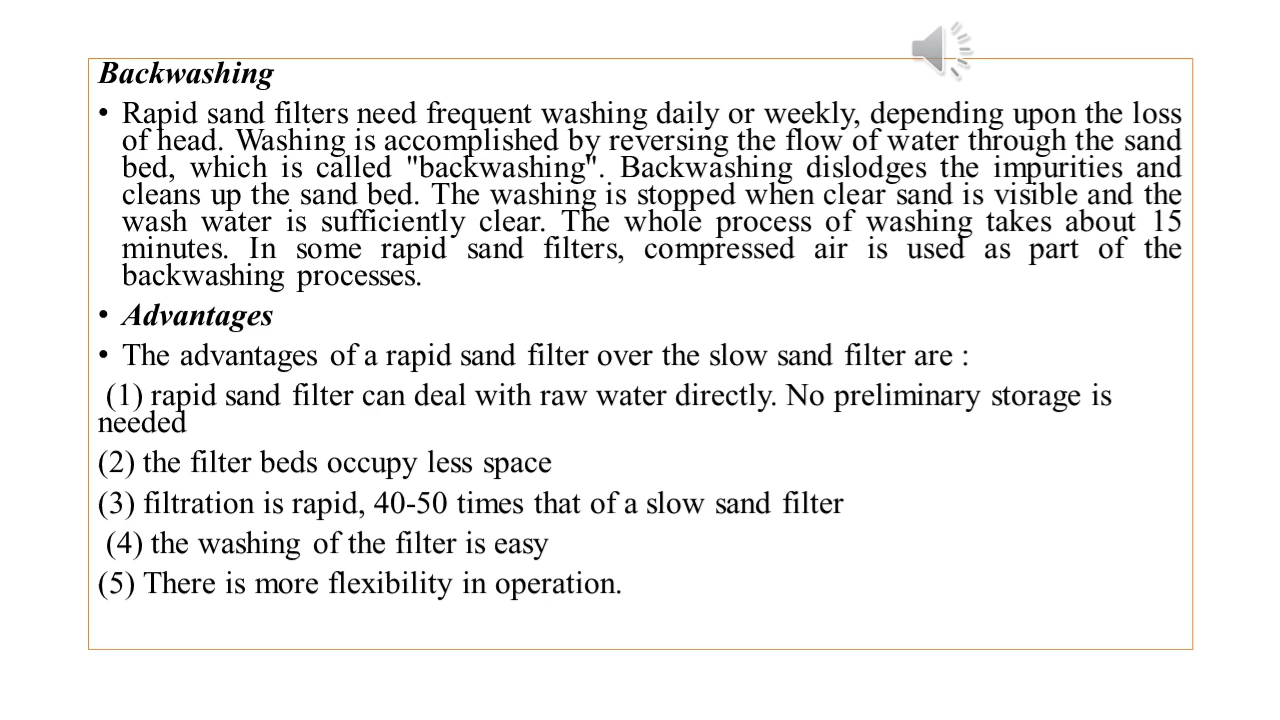 Backwashing
• Rapid sand filters need frequent washing daily or weekly, depending upon the loss
of head. Washing is accomplished by reversing the flow of water through the sand
bed, which is called "backwashing". Backwashing dislodges the impurities and
cleans up the sand bed. The washing is stopped when clear sand is visible and the
wash water is sufficiently clear. The whole process of washing takes about 15
minutes. In some rapid sand filters, compressed air is used as part of the
backwashing processes.
• Advantages
• The advantages of a rapid sand filter over the slow sand filter are :
(1) rapid sand filter can deal with raw water directly. No preliminary storage is
needed
(2) the filter beds occupy less space
(3) filtration is rapid, 40-50 times that of a slow sand filter
(4) the washing of the filter is easy
(5) There is more flexibility in operation.